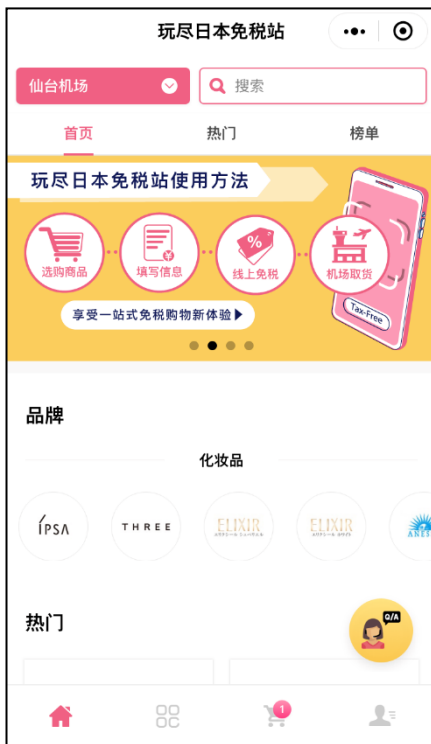 玩尽日本免税站
仙台机场
搜索
首页
热门
榜单
玩尽日本免税站使用方法
选购商品
填写信息
线上免税
机场取货
Tax-Free
享受一站式免税购物新体验
品牌
化妆品
IPSA
THREE
ELIXIR
ELIXIR
ANES
热门
Q/A
1